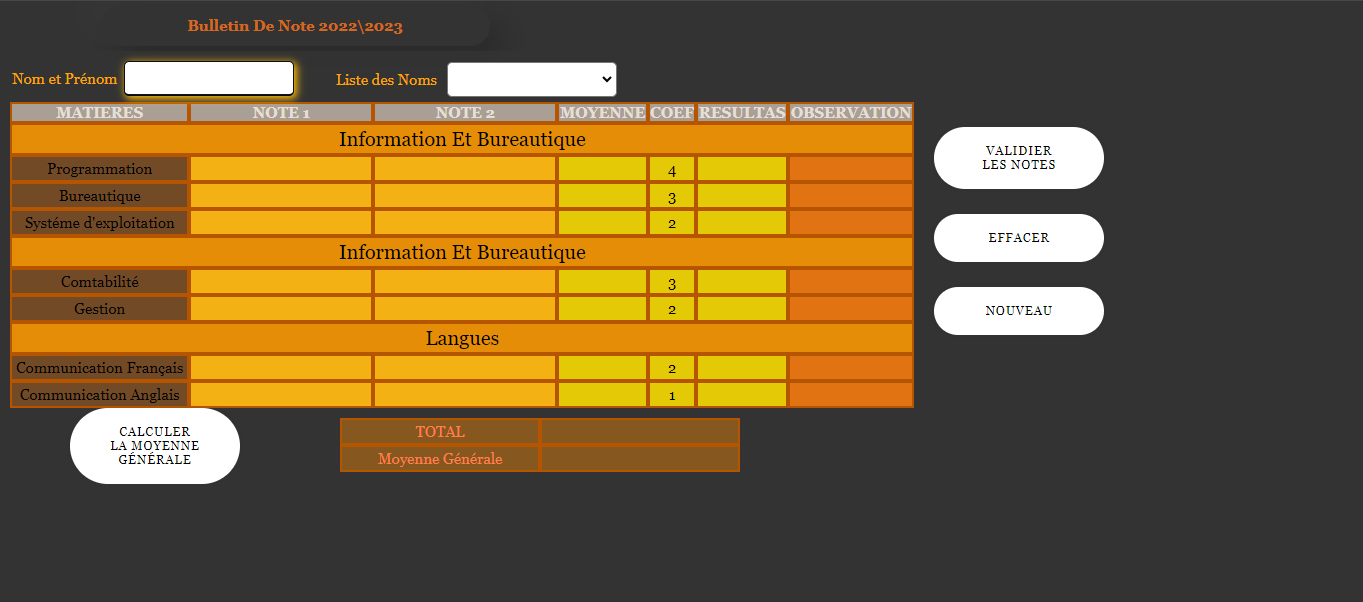 Bulletin De Note 2022\2023
Nom et Prénom Liste des Noms
MATIERES NOTE 1 NOTE 2 MOYENNE COEF RESULTAS OBSERVATION
Information Et Bureautique
Programmation 4
Bureautique 3
Systéme d'exploitation 2
Information Et Bureautique
Comtabilité 3
Gestion 2
Langues
Communication Français 2
Communication Anglais 1
VALIDIER
LES NOTES
EFFACER
NOUVEAU
CALCULER
LA MOYENNE
GÉNÉRALE
TOTAL
Moyenne Générale